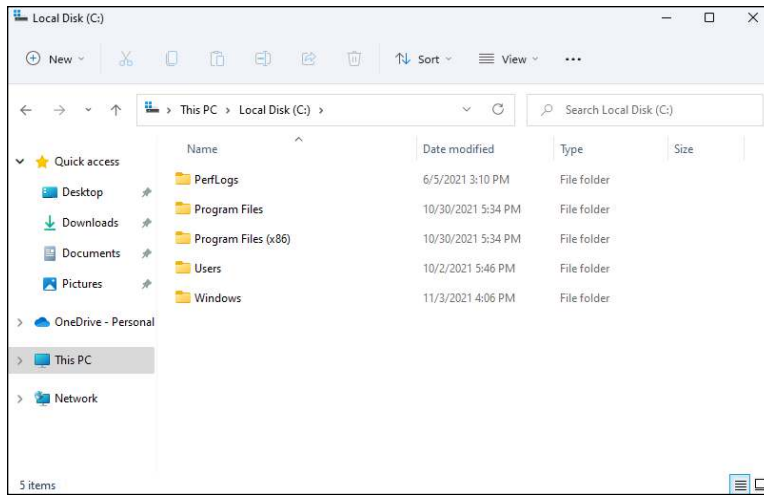 Local Disk (C:)
New Sort View
This PC > Local Disk (C:) > Search Local Disk (C:)
Name Date modified Type Size
Quick access
Desktop
Downloads
Documents
Pictures
OneDrive - Personal
This PC
Network
PerfLogs 6/5/2021 3:10 PM File folder
Program Files 10/30/2021 5:34 PM File folder
Program Files (x86) 10/30/2021 5:34 PM File folder
Users 10/2/2021 5:46 PM File folder
Windows 11/3/2021 4:06 PM File folder
5 items